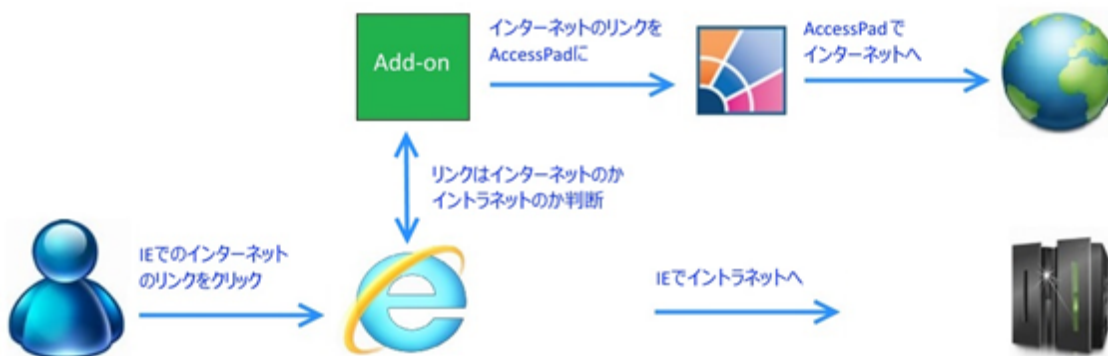 インターネットのリンクを
AccessPadに
AccessPadで
インターネットへ
Add-on
リンクはインターネットのか
イントラネットのか判断
IEでのインターネット
のリンクをクリック
IEでイントラネットへ